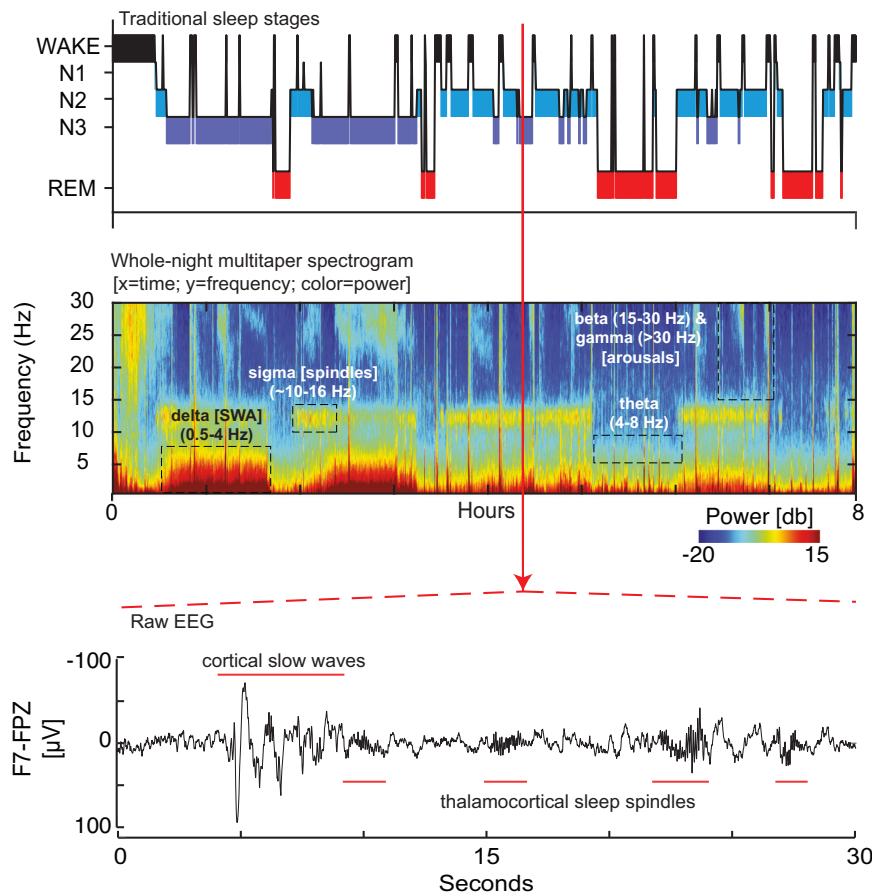 Traditional sleep stages
WAKE
N1
N2
N3
REM
Whole-night multitaper spectrogram
[x=time; y=frequency; color=power]
Frequency (Hz)
30
25
20
15
10
5
delta [SWA]
(0.5-4 Hz)
sigma [spindles]
(~10-16 Hz)
beta (15-30 Hz) &
gamma (>30 Hz)
[arousals]
theta
(4-8 Hz)
0
Hours
8
Power [db]
-20
15
Raw EEG
F7-FPZ
[µV]
-100
0
100
cortical slow waves
thalamocortical sleep spindles
0
15
30
Seconds